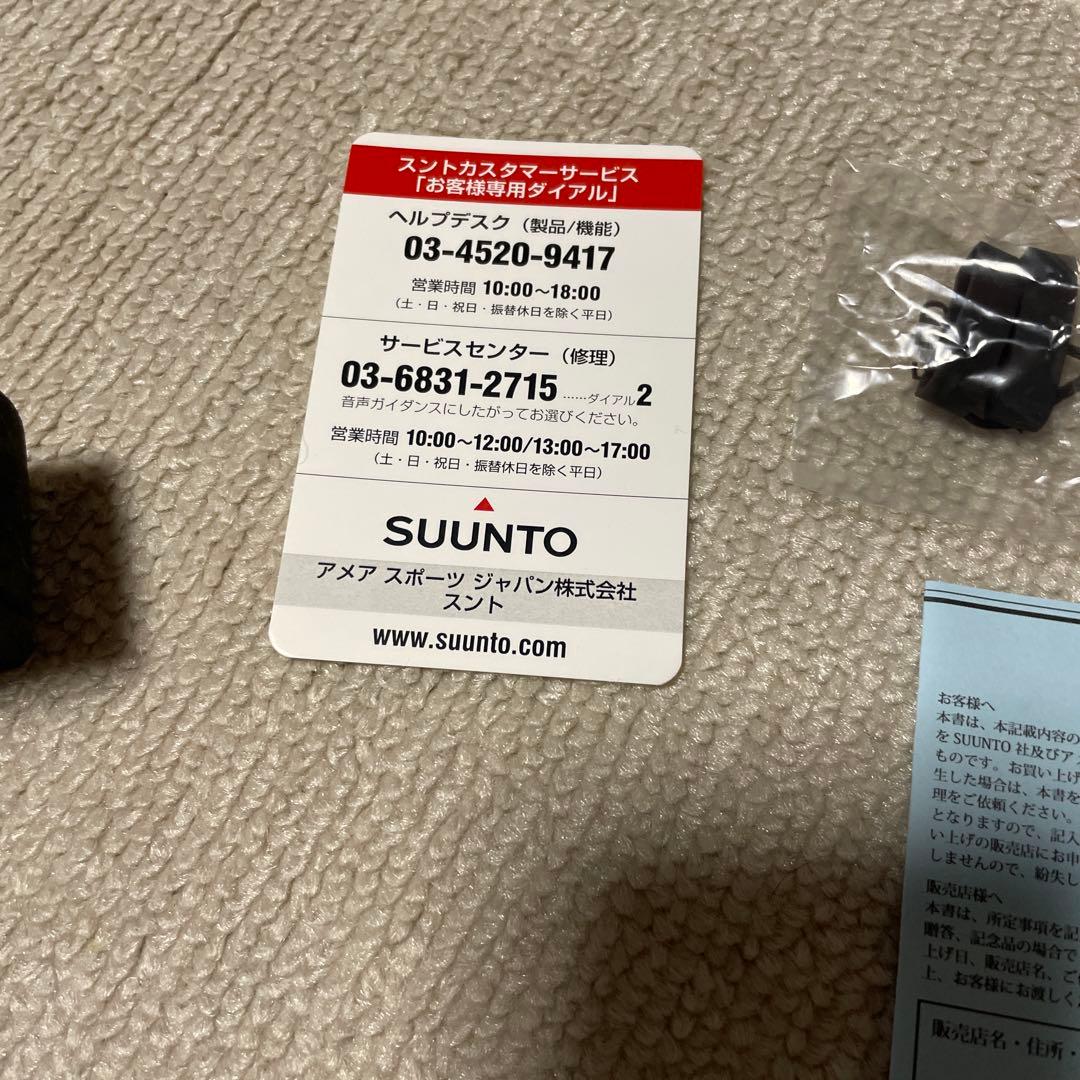 スントカスタマーサービス
「お客様専用ダイアル」
ヘルプデスク（製品/機能）
03-4520-9417
営業時間 10:00〜18:00
（土・日・祝日・振替休日を除く平日）
サービスセンター（修理）
03-6831-2715 ……ダイアル2
音声ガイダンスにしたがってお選びください。
営業時間 10:00〜12:00/13:00〜17:00
（土・日・祝日・振替休日を除く平日）
SUUNTO
アメア スポーツ ジャパン株式会社
スント
www.suunto.com
お客様へ
本書は、本記載内容の
を SUUNTO 社及びア
ものです。お買い上げ
生した場合は、本書を
理をご依頼ください。
となりますので、記入
い上げの販売店にお申
しませんので、紛失し
販売店様へ
本書は、所定事項を記
贈答、記念品の場合で
上げ日、販売店名、ご
上、お客様にお渡しく
販売店名・住所・